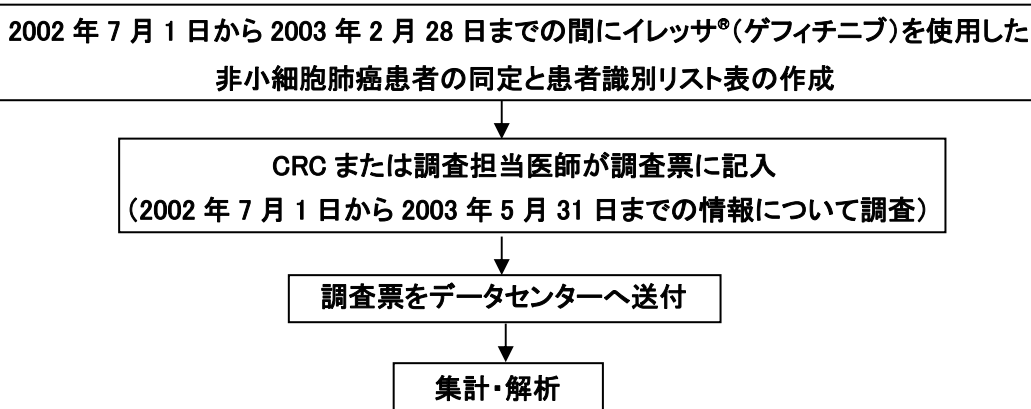 2002 年 7 月 1 日から 2003 年 2 月 28 日までの間にイレッサ®(ゲフィチニブ)を使用した
非小細胞肺癌患者の同定と患者識別リスト表の作成
CRC または調査担当医師が調査票に記入
(2002 年 7 月 1 日から 2003 年 5 月 31 日までの情報について調査)
調査票をデータセンターへ送付
集計・解析